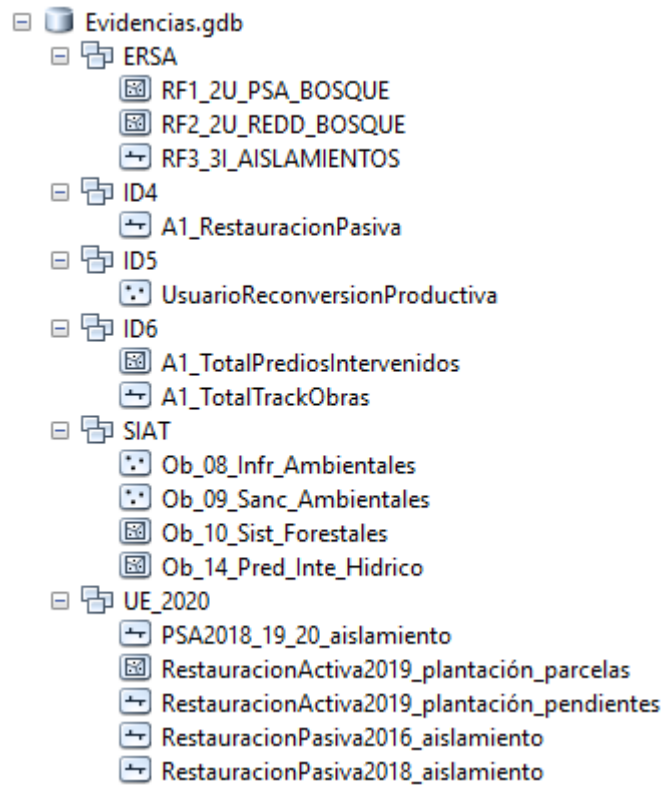 Evidencias.gdb
ERSA
RF1_2U_PSA_BOSQUE
RF2_2U_REDD_BOSQUE
RF3_3I_AISLAMIENTOS
ID4
A1_RestauracionPasiva
ID5
UsuarioReconversionProductiva
ID6
A1_TotalPrediosIntervenidos
A1_TotalTrackObras
SIAT
Ob_08_Infr_Ambientales
Ob_09_Sanc_Ambientales
Ob_10_Sist_Forestales
Ob_14_Pred_Inte_Hidrico
UE_2020
PSA2018_19_20_aislamiento
RestauracionActiva2019_plantación_parcelas
RestauracionActiva2019_plantación_pendientes
RestauracionPasiva2016_aislamiento
RestauracionPasiva2018_aislamiento